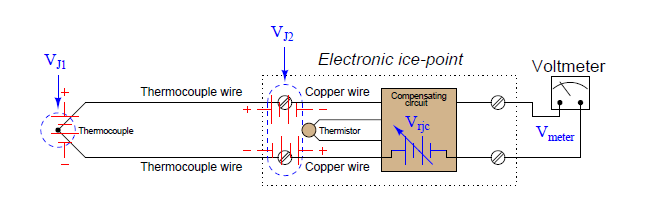 V_J2
Electronic ice-point
V_J1
Voltmeter
Thermocouple wire
Copper wire
Compensating
circuit
+
+ − + −
Thermocouple
Thermistor
V_rjc
V_meter
− + − +
−
Thermocouple wire
Copper wire